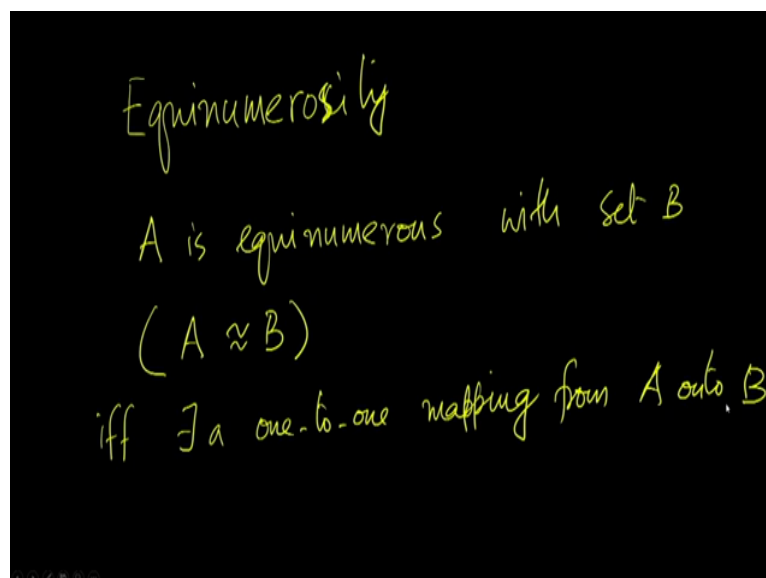 Equinumerosity
A is equinumerous with set B
(A ≈ B)
iff ∃ a one-to-one mapping from A onto B